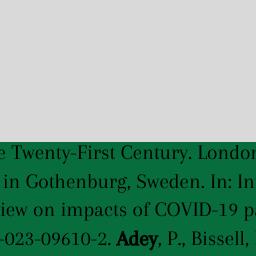 e Twenty-First Century. London
in Gothenburg, Sweden. In: In
iew on impacts of COVID-19 pa
-023-09610-2. Adey, P., Bissell,